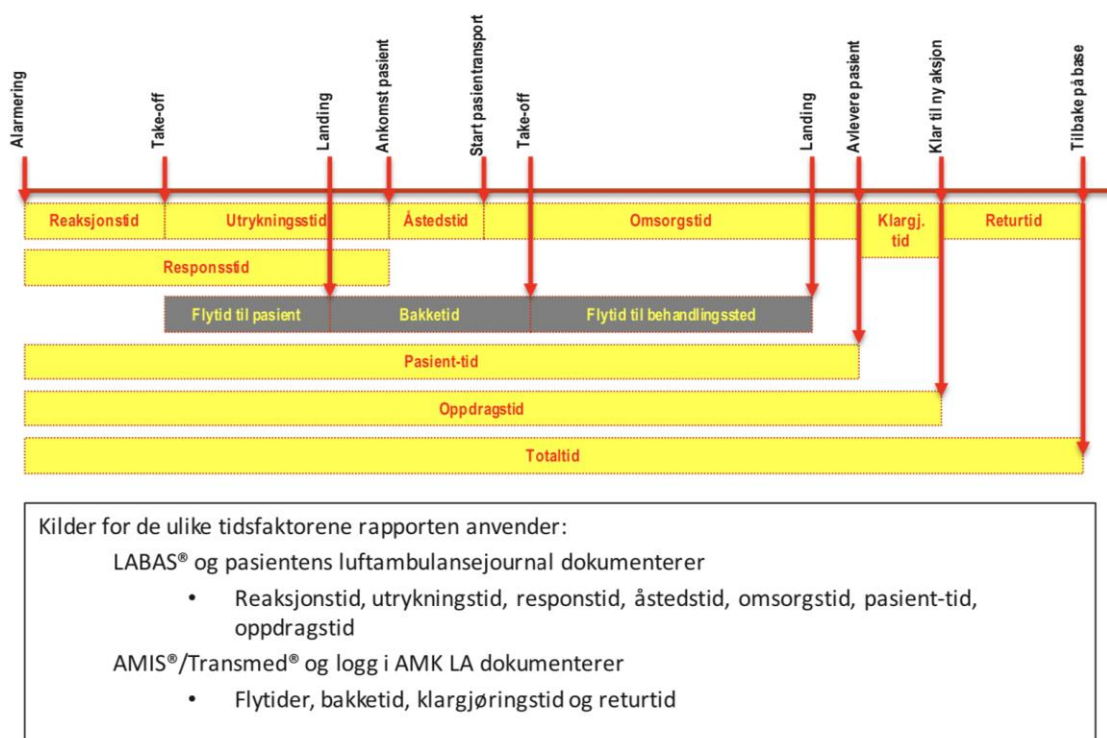 Alarmering
Take-off
Landing
Ankomst pasient
Start pasientransport
Take-off
Landing
Avlevere pasient
Klar til ny aksjon
Tilbake på base
Reaksjonstid
Utrykningsstid
Åstedstid
Omsorgstid
Klargj.
tid
Returtid
Responsstid
Flytid til pasient
Bakketid
Flytid til behandlingssted
Pasient-tid
Oppdragstid
Totaltid
Kilder for de ulike tidsfaktorene rapporten anvender:
LABAS® og pasientens luftambulansejournal dokumenterer
• Reaksjonstid, utrykningstid, responstid, åstedstid, omsorgstid, pasient-tid,
oppdragstid
AMIS®/Transmed® og logg i AMK LA dokumenterer
• Flytider, bakketid, klargjøringstid og returtid